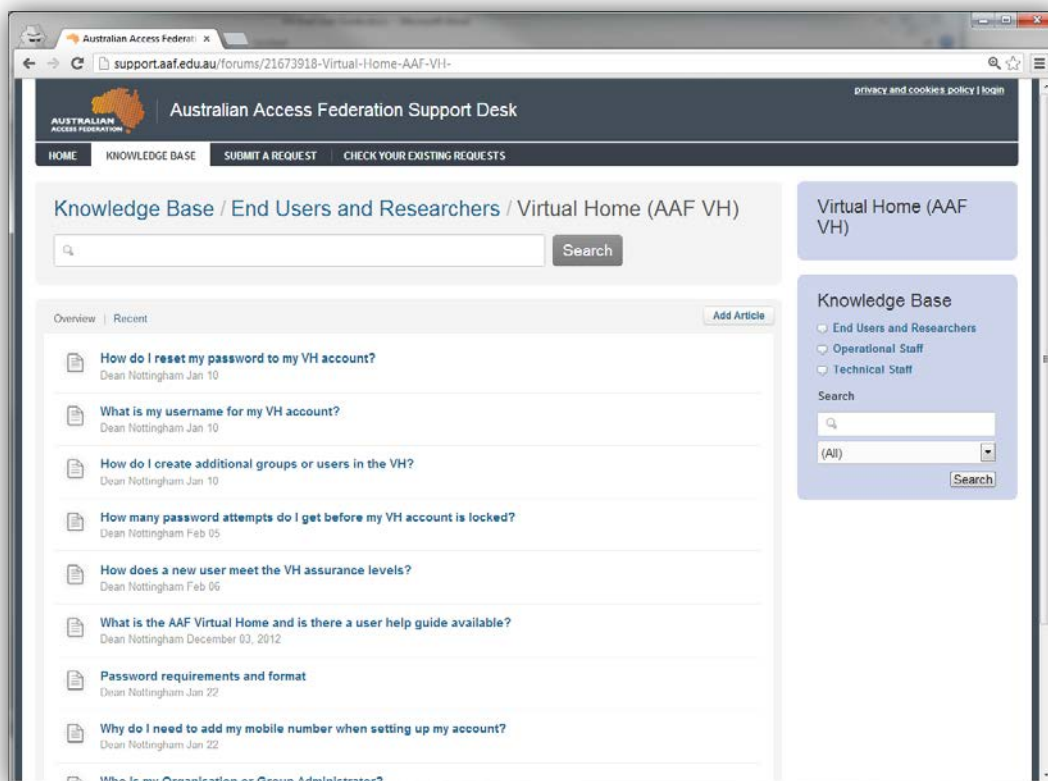 Australian Access Federati
support.aaf.edu.au/forums/21673918-Virtual-Home-AAF-VH-
privacy and cookies policy | login
AUSTRALIAN
ACCESS FEDERATION
Australian Access Federation Support Desk
HOME KNOWLEDGE BASE SUBMIT A REQUEST CHECK YOUR EXISTING REQUESTS
Knowledge Base / End Users and Researchers / Virtual Home (AAF VH)
Search
Overview | Recent
Add Article
How do I reset my password to my VH account?
Dean Nottingham Jan 10
What is my username for my VH account?
Dean Nottingham Jan 10
How do I create additional groups or users in the VH?
Dean Nottingham Jan 10
How many password attempts do I get before my VH account is locked?
Dean Nottingham Feb 05
How does a new user meet the VH assurance levels?
Dean Nottingham Feb 06
What is the AAF Virtual Home and is there a user help guide available?
Dean Nottingham December 03, 2012
Password requirements and format
Dean Nottingham Jan 22
Why do I need to add my mobile number when setting up my account?
Dean Nottingham Jan 22
Who is my Organisation or Group Administrator?
Virtual Home (AAF
VH)
Knowledge Base
End Users and Researchers
Operational Staff
Technical Staff
Search
(All)
Search